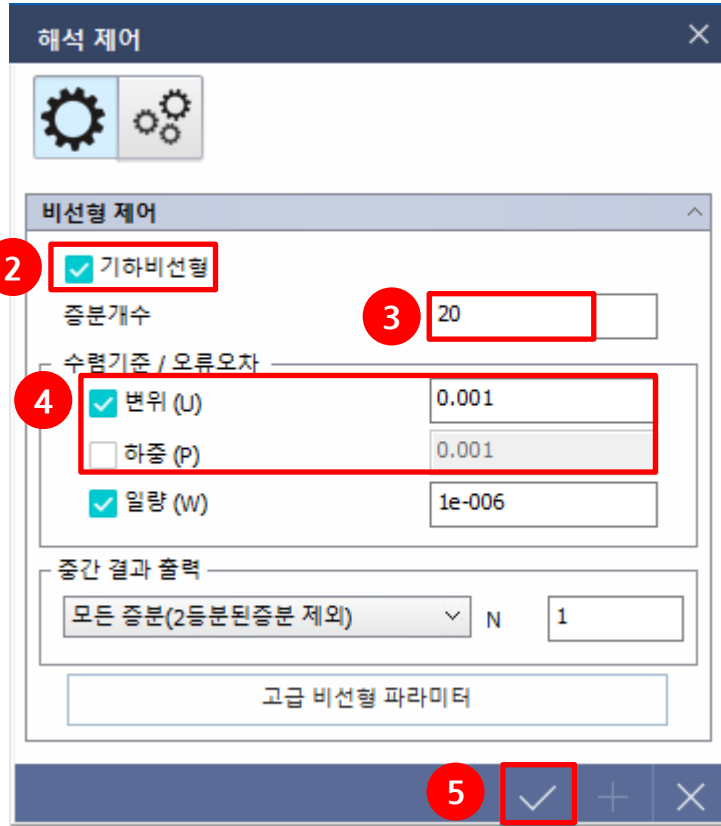 해석 제어
비선형 제어
2
기하비선형
증분개수
3
20
수렴기준 / 오류오차
4
변위 (U)
0.001
하중 (P)
0.001
일량 (W)
1e-006
중간 결과 출력
모든 증분(2등분된증분 제외)
N
1
고급 비선형 파라미터
5